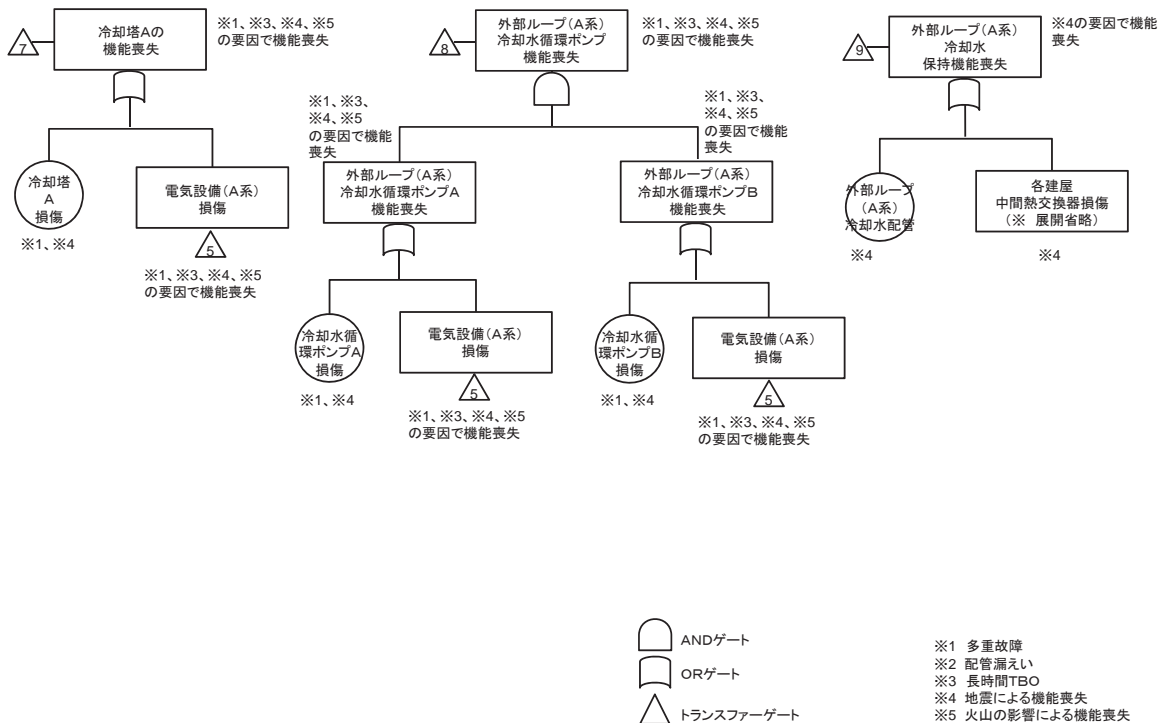 7
冷却塔Aの
機能喪失
※1、※3、※4、※5
の要因で機能喪失
冷却塔
A
損傷
※1、※4
電気設備(A系)
損傷
5
※1、※3、※4、※5
の要因で機能喪失
8
外部ループ(A系)
冷却水循環ポンプ
機能喪失
※1、※3、※4、※5
の要因で機能喪失
※1、※3、
※4、※5
の要因で機能
喪失
外部ループ(A系)
冷却水循環ポンプA
機能喪失
冷却水循
環ポンプA
損傷
※1、※4
電気設備(A系)
損傷
5
※1、※3、※4、※5
の要因で機能喪失
※1、※3、
※4、※5
の要因で機能
喪失
外部ループ(A系)
冷却水循環ポンプB
機能喪失
冷却水循
環ポンプB
損傷
※1、※4
電気設備(A系)
損傷
5
※1、※3、※4、※5
の要因で機能喪失
9
外部ループ(A系)
冷却水
保持機能喪失
※4の要因で機能
喪失
外部ループ
(A系)
冷却水配管
※4
各建屋
中間熱交換器損傷
(※ 展開省略)
※4
ANDゲート
ORゲート
トランスファーゲート
※1 多重故障
※2 配管漏えい
※3 長時間TBO
※4 地震による機能喪失
※5 火山の影響による機能喪失